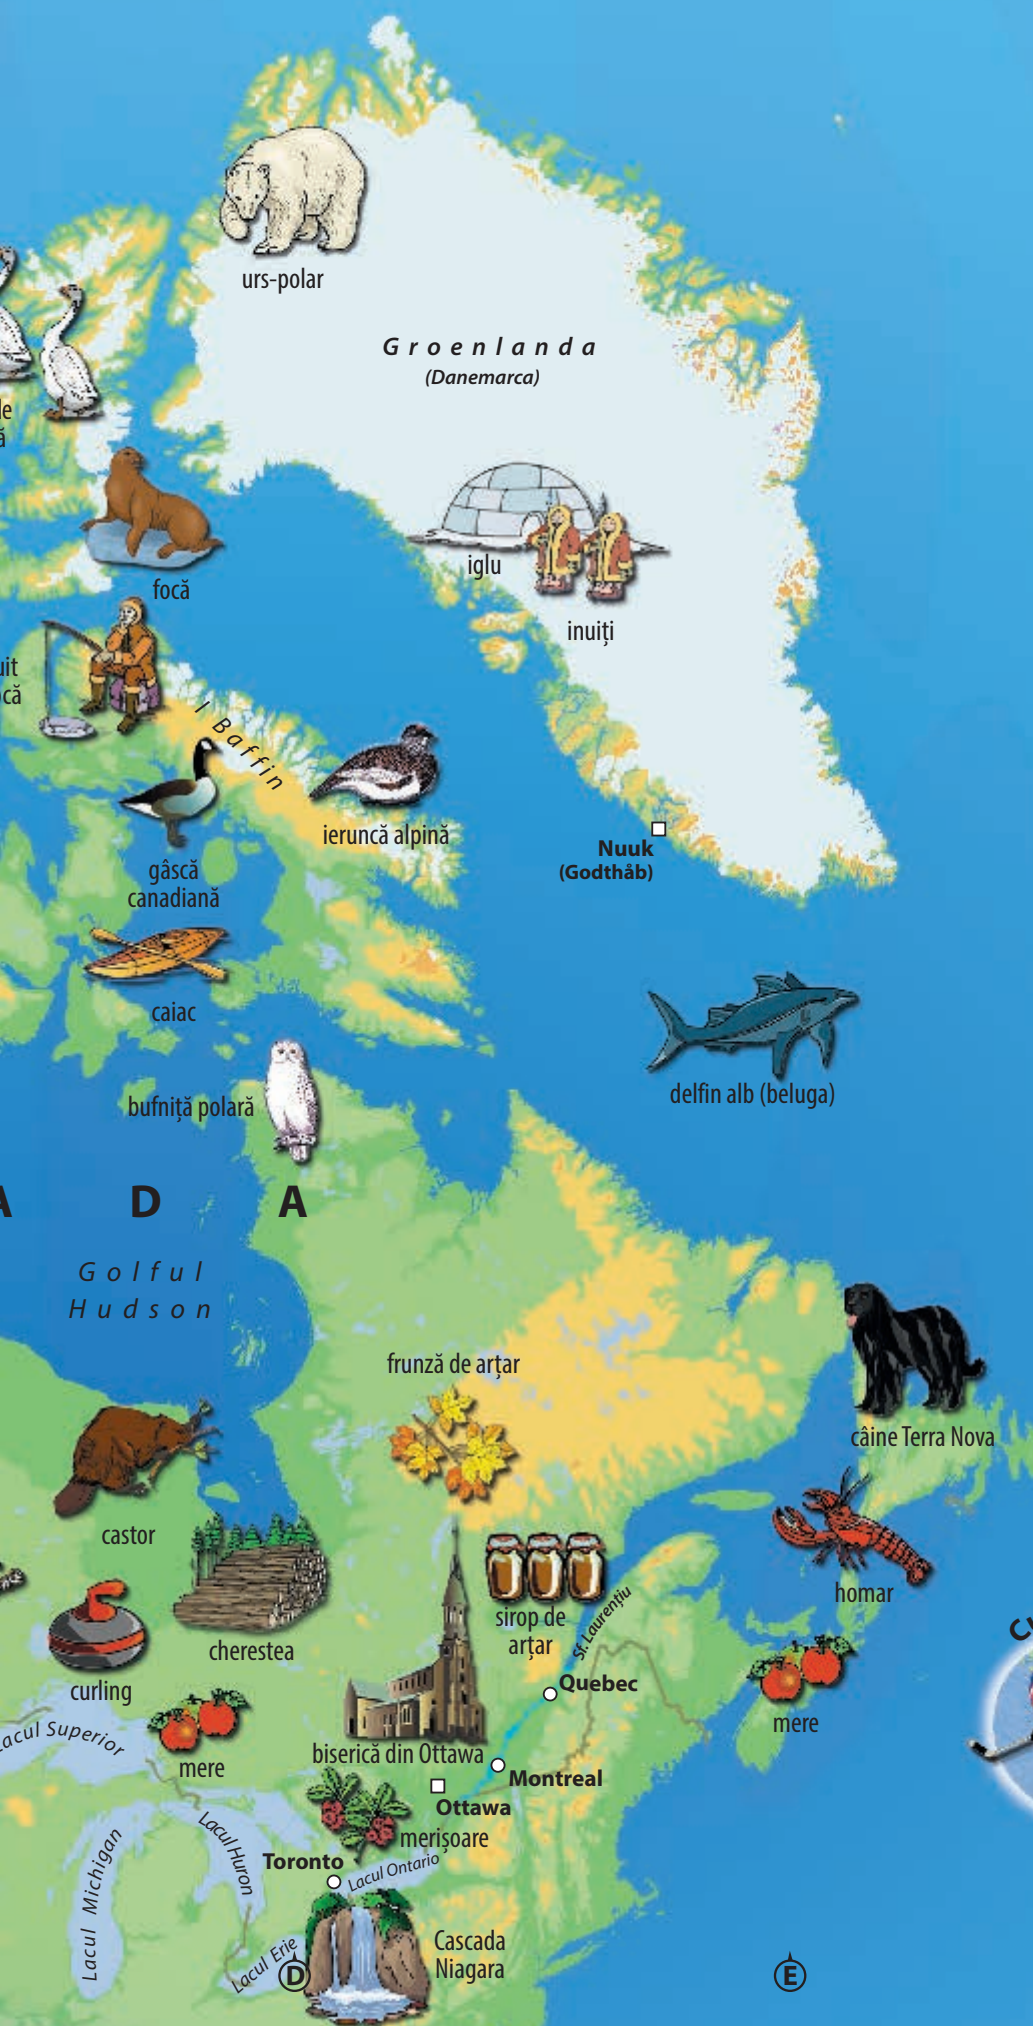 urs-polar
Groenlanda
(Danemarca)
focă
iglu
inuiți
I Baffin
ieruncă alpină
Nuuk
(Godthåb)
gâscă
canadiană
caiac
delfin alb (beluga)
bufniță polară
A D A
Golful
Hudson
frunză de arțar
câine Terra Nova
castor
homar
sirop de
arțar
Sf. Laurențiu
cherestea
Quebec
curling
mere
Lacul Superior
biserică din Ottawa
mere
Montreal
Ottawa
merișoare
Lacul Huron
Lacul Michigan
Toronto
Lacul Ontario
Cascada
Niagara
Lacul Erie
D
E